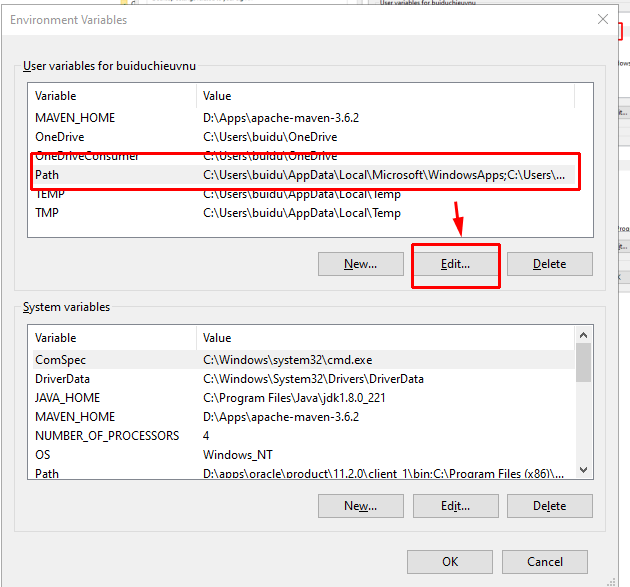 User variables for buiduchieuvnu
Environment Variables
User variables for buiduchieuvnu
Variable Value
MAVEN_HOME D:\Apps\apache-maven-3.6.2
OneDrive C:\Users\buidu\OneDrive
OneDriveConsumer C:\Users\buidu\OneDrive
Path C:\Users\buidu\AppData\Local\Microsoft\WindowsApps;C:\Users\...
TEMP C:\Users\buidu\AppData\Local\Temp
TMP C:\Users\buidu\AppData\Local\Temp
New... Edit... Delete
System variables
Variable Value
ComSpec C:\Windows\system32\cmd.exe
DriverData C:\Windows\System32\Drivers\DriverData
JAVA_HOME C:\Program Files\Java\jdk1.8.0_221
MAVEN_HOME D:\Apps\apache-maven-3.6.2
NUMBER_OF_PROCESSORS 4
OS Windows_NT
Path D:\apps\oracle\product\11.2.0\client_1\bin;C:\Program Files (x86)\...
New... Edit... Delete
OK Cancel